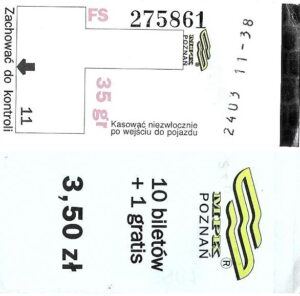 FS 275861
Zachować do kontroli
11
35 gr
MPK
POZNAŃ
Kasować niezwłocznie
po wejściu do pojazdu
24U3 11-38
10 biletów
+ 1 gratis
3,50 zł
MPK ®
POZNAŃ